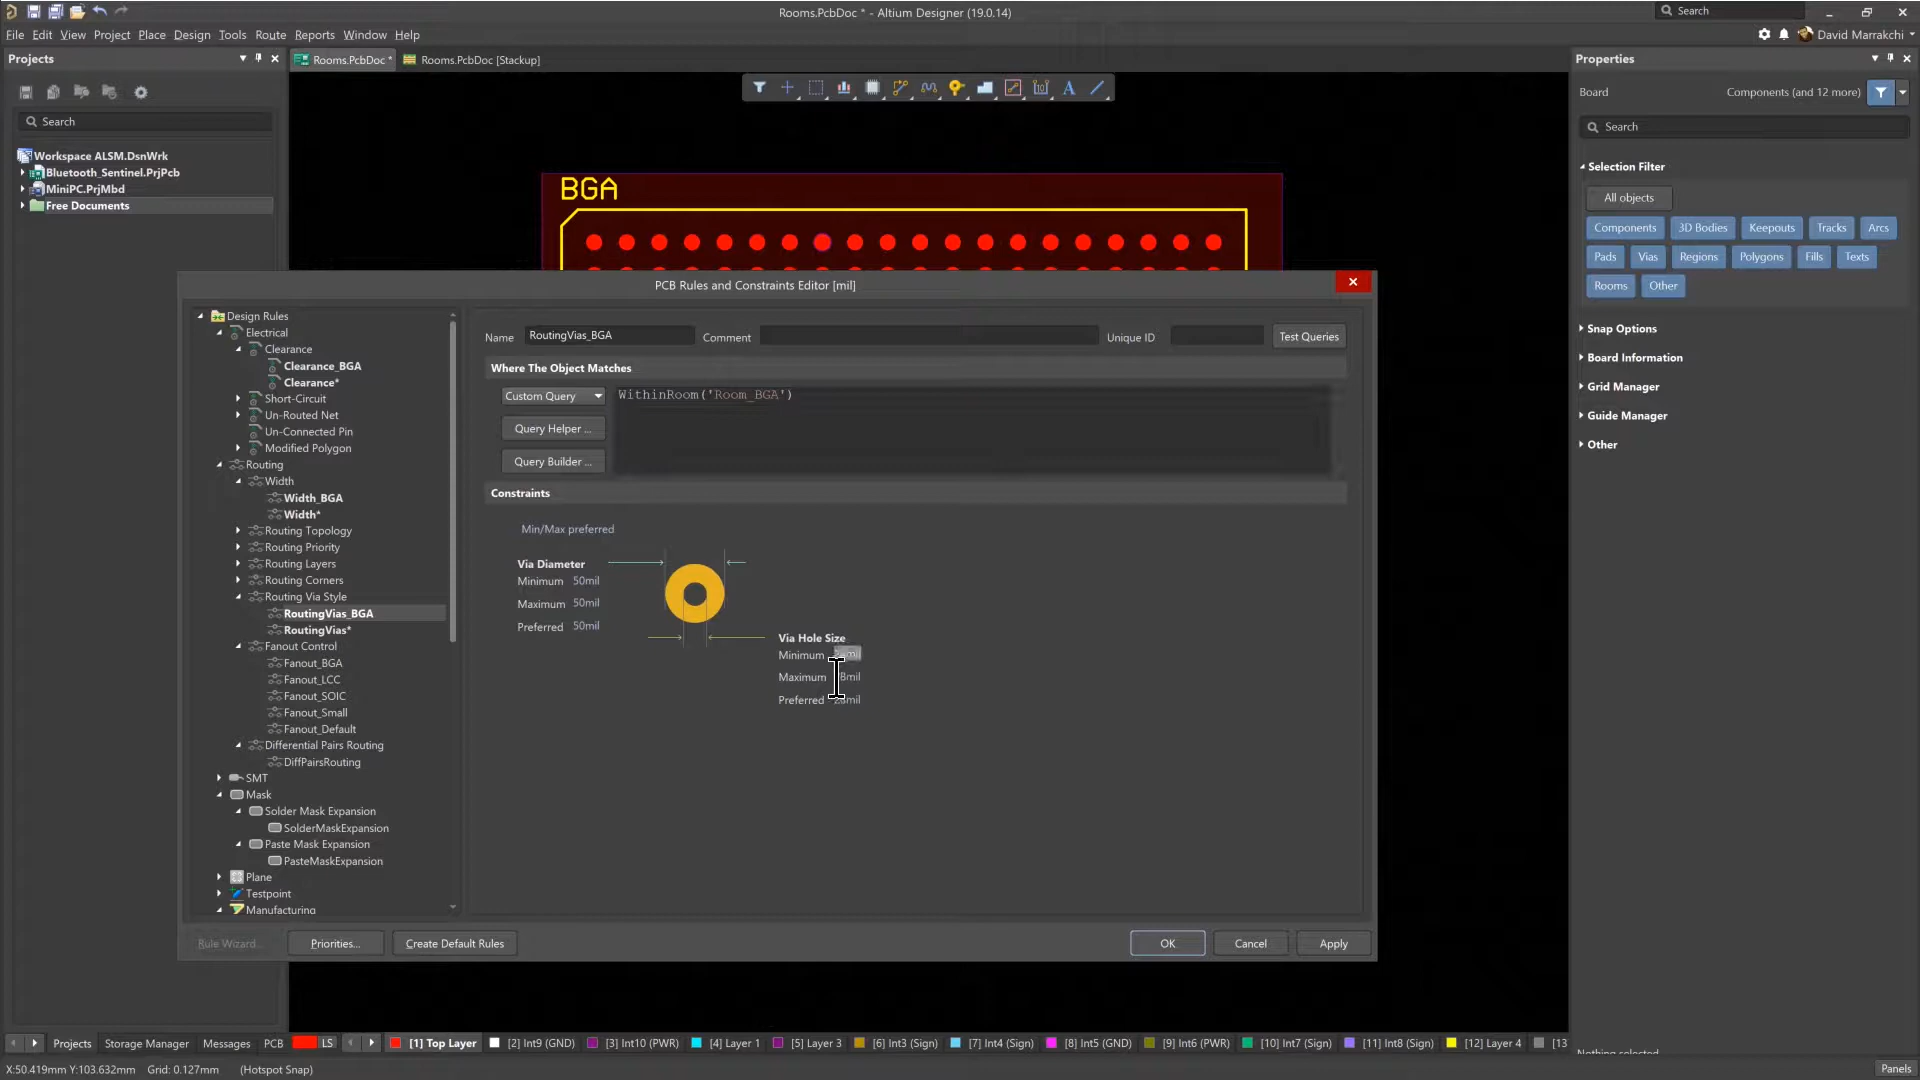 Rooms.PcbDoc * - Altium Designer (19.0.14)
Search
File Edit View Project Place Design Tools Route Reports Window Help
David Marrakchi
Projects
Rooms.PcbDoc *
Rooms.PcbDoc [Stackup]
Properties
Board
Components (and 12 more)
Search
Search
Workspace ALSM.DsnWrk
Bluetooth_Sentinel.PrjPcb
MiniPC.PrjMbd
Free Documents
Selection Filter
All objects
Components 3D Bodies Keepouts Tracks Arcs
Pads Vias Regions Polygons Fills Texts
Rooms Other
Snap Options
Board Information
Grid Manager
Guide Manager
Other
BGA
PCB Rules and Constraints Editor [mil]
Design Rules
Electrical
Clearance
Clearance_BGA
Clearance*
Short-Circuit
Un-Routed Net
Un-Connected Pin
Modified Polygon
Routing
Width
Width_BGA
Width*
Routing Topology
Routing Priority
Routing Layers
Routing Corners
Routing Via Style
RoutingVias_BGA
RoutingVias*
Fanout Control
Fanout_BGA
Fanout_LCC
Fanout_SOIC
Fanout_Small
Fanout_Default
Differential Pairs Routing
DiffPairsRouting
SMT
Mask
Solder Mask Expansion
SolderMaskExpansion
Paste Mask Expansion
PasteMaskExpansion
Plane
Testpoint
Manufacturing
Name RoutingVias_BGA Comment Unique ID Test Queries
Where The Object Matches
Custom Query WithinRoom('Room_BGA')
Query Helper ...
Query Builder ...
Constraints
Min/Max preferred
Via Diameter
Minimum 50mil
Maximum 50mil
Preferred 50mil
Via Hole Size
Minimum
Maximum
Preferred
Rule Wizard... Priorities... Create Default Rules OK Cancel Apply
Projects Storage Manager Messages PCB LS [1] Top Layer [2] Int9 (GND) [3] Int10 (PWR) [4] Layer 1 [5] Layer 3 [6] Int3 (Sign) [7] Int4 (Sign) [8] Int5 (GND) [9] Int6 (PWR) [10] Int7 (Sign) [11] Int8 (Sign) [12] Layer 4 [13
X:50.419mm Y:103.632mm Grid: 0.127mm (Hotspot Snap)
Panels